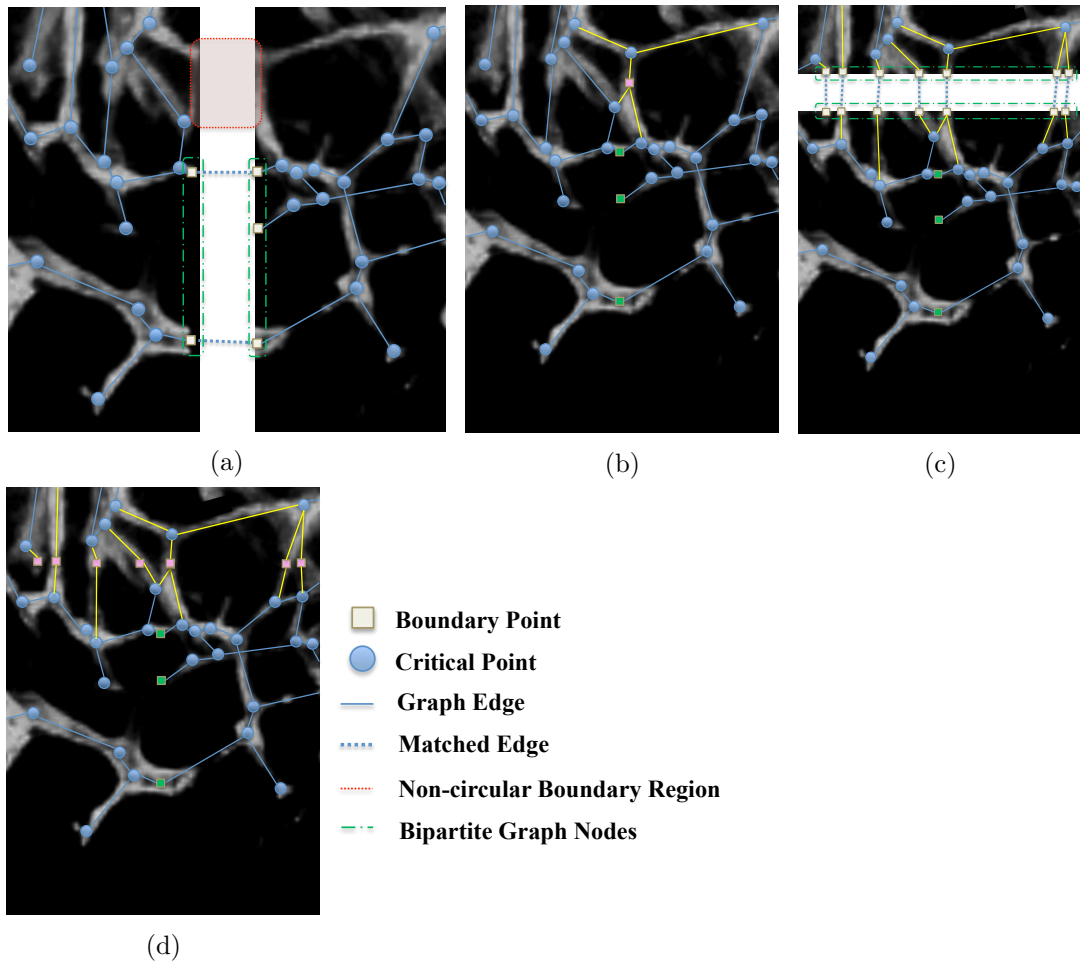 (a)
(b)
(c)
Boundary Point
Critical Point
Graph Edge
Matched Edge
Non-circular Boundary Region
Bipartite Graph Nodes
(d)